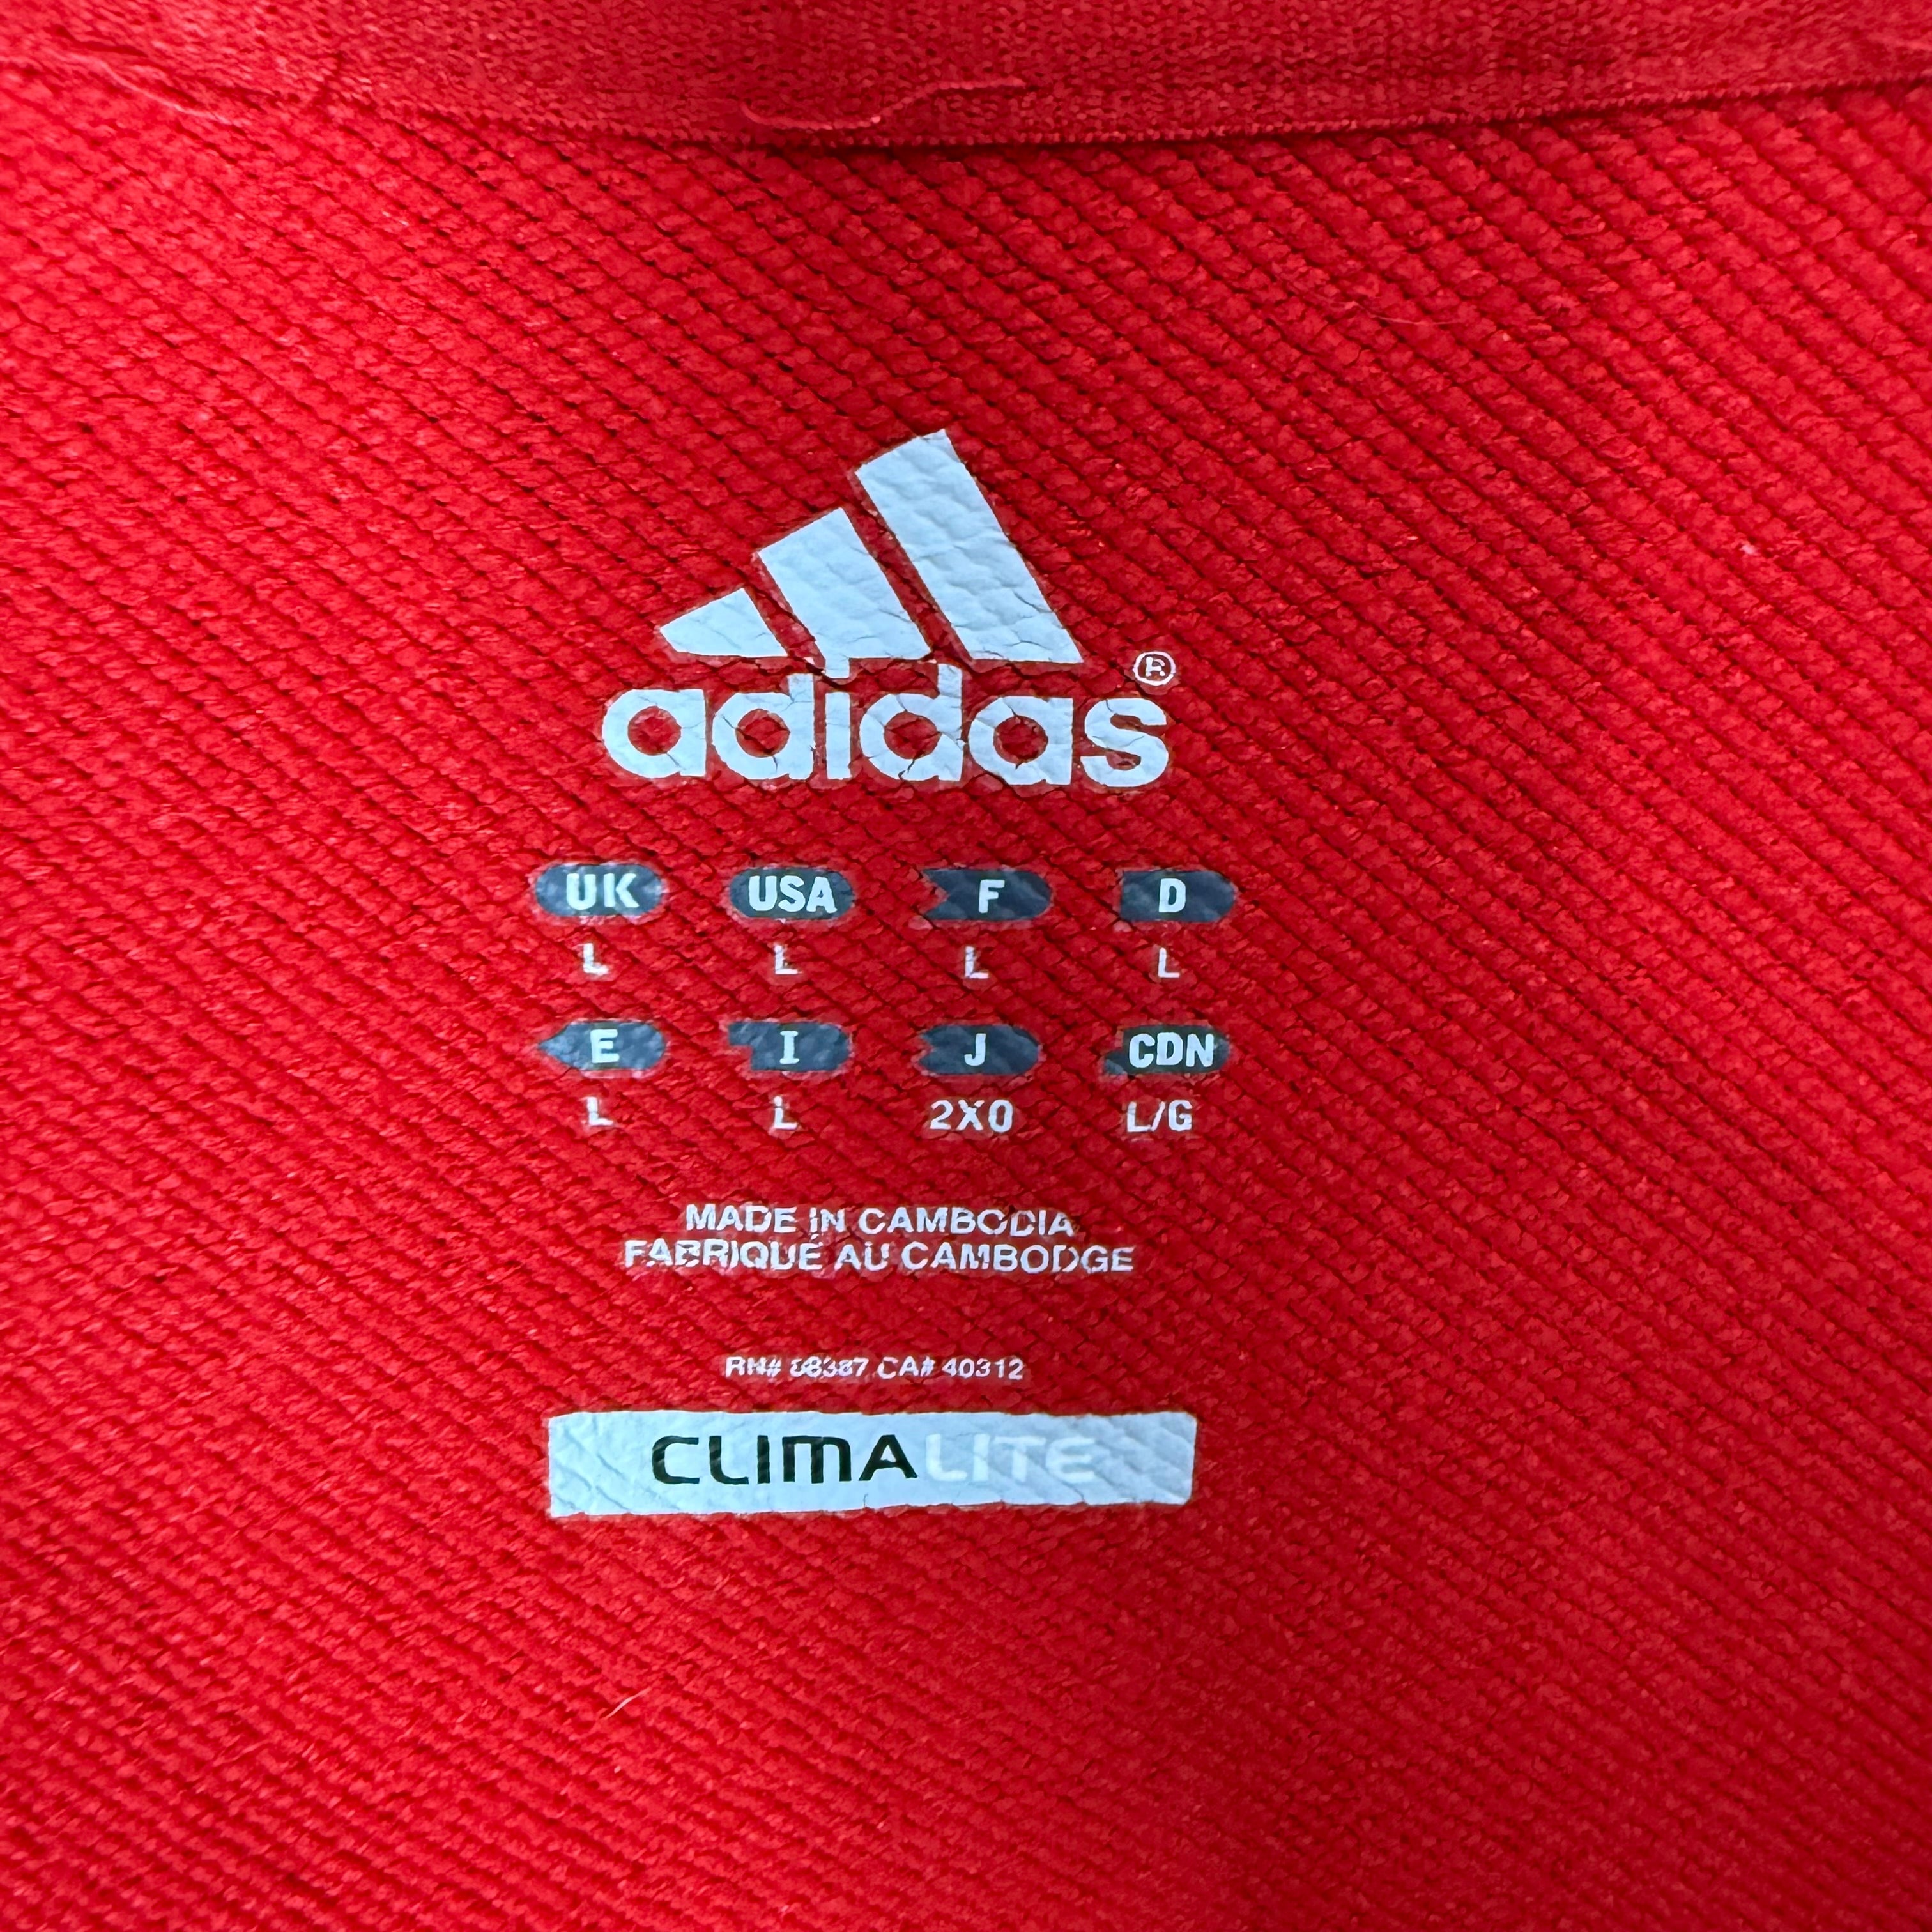 adidas®
UK USA F D
L L L L
E I J CDN
L L 2XO L/G
MADE IN CAMBODIA
FABRIQUÉ AU CAMBODGE
RN# 88387 CA# 40312
CLIMALITE